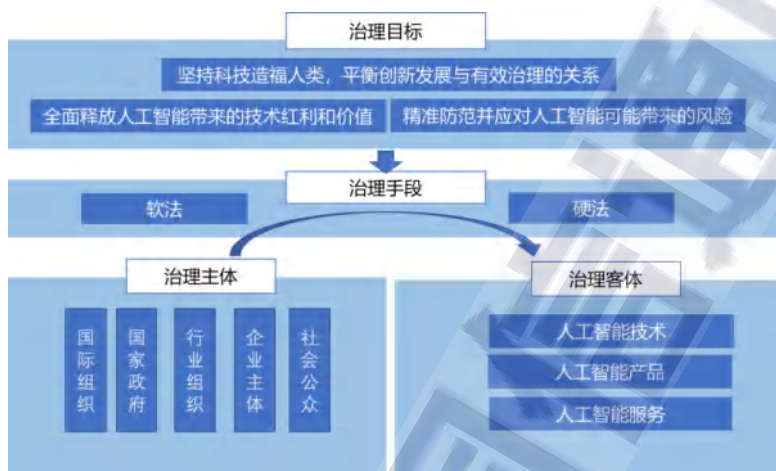 治理目标
坚持科技造福人类，平衡创新发展与有效治理的关系
全面释放人工智能带来的技术红利和价值
精准防范并应对人工智能可能带来的风险
治理手段
软法
硬法
治理主体
国际组织
国家政府
行业组织
企业主体
社会公众
治理客体
人工智能技术
人工智能产品
人工智能服务